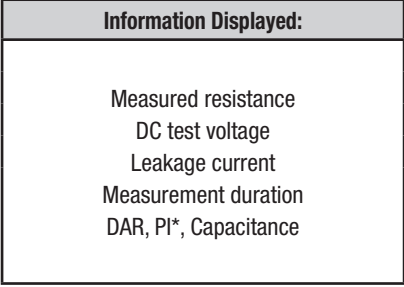 Information Displayed:
Measured resistance
DC test voltage
Leakage current
Measurement duration
DAR, PI*, Capacitance